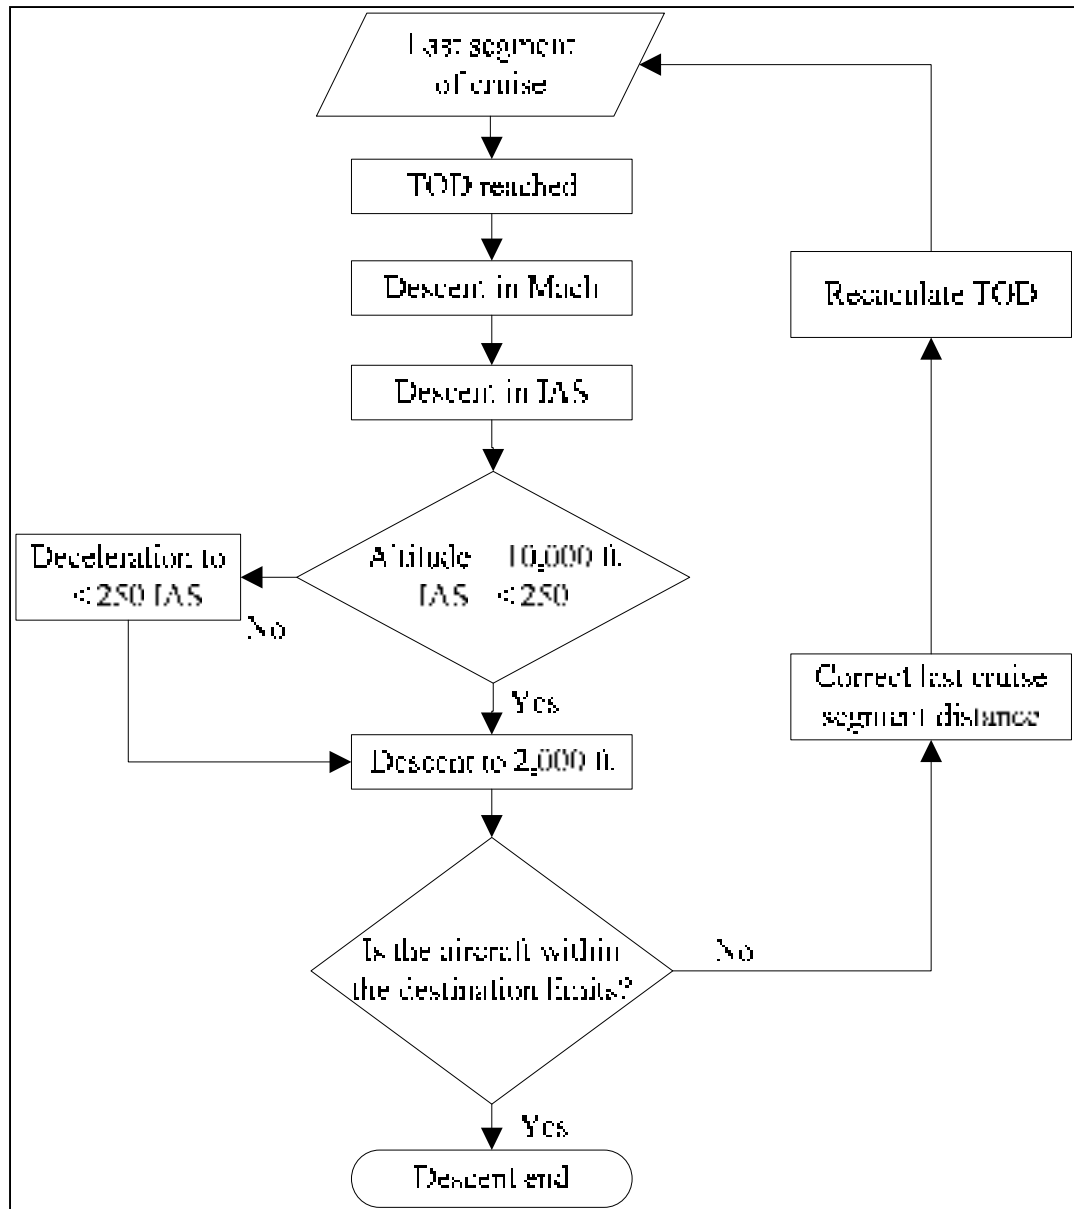 Last segment
of cruise
TOD reached
Descent in Mach
Descent in IAS
Altitude 10,000 ft.
IAS <250
Deceleration to
<250 IAS
No
Yes
Descent to 2,000 ft.
Is the aircraft within
the destination limits?
No
Correct last cruise
segment distance
Recaculate TOD
Yes
Descent end